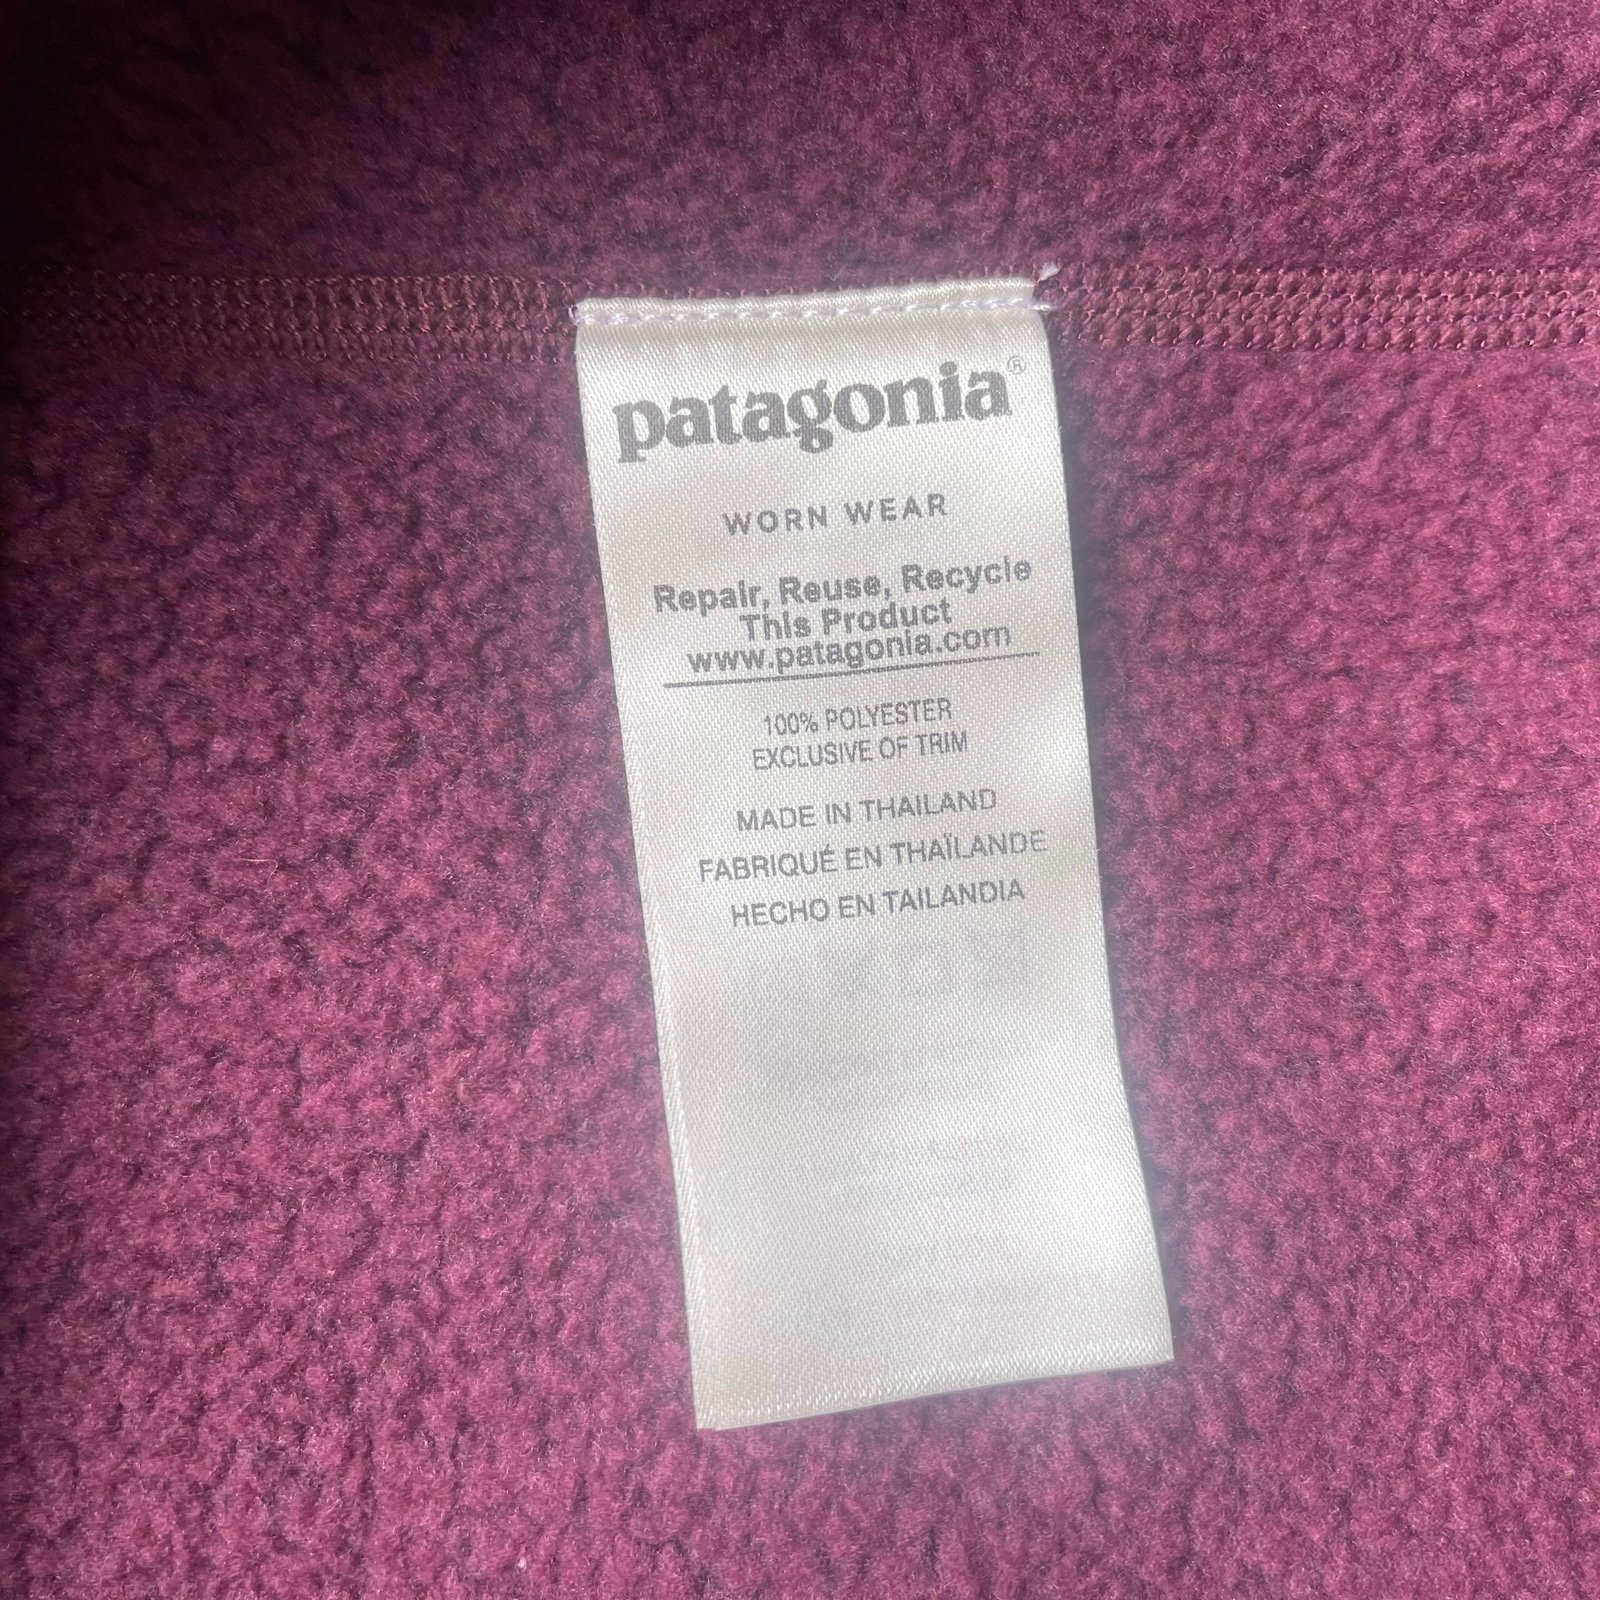 patagonia®
WORN WEAR
Repair, Reuse, Recycle
This Product
www.patagonia.com
100% POLYESTER
EXCLUSIVE OF TRIM
MADE IN THAILAND
FABRIQUÉ EN THAÏLANDE
HECHO EN TAILANDIA